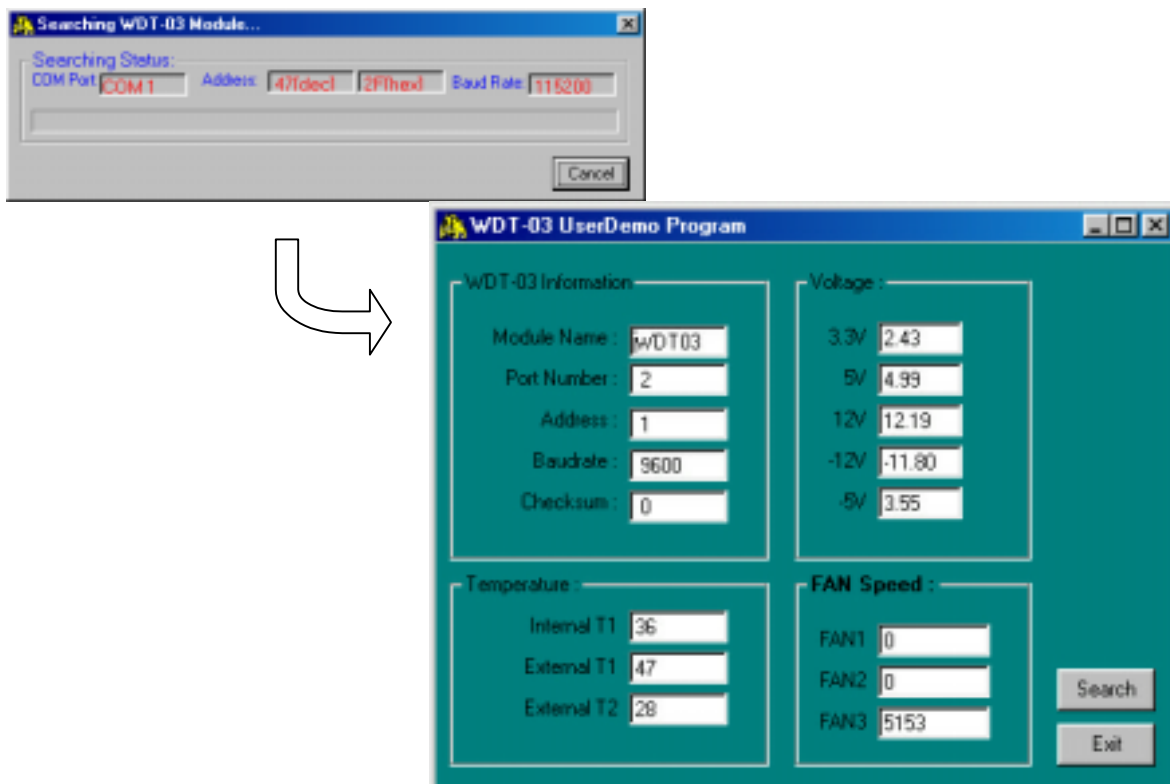 Searching WDT-03 Module...
Searching Status:
COM Port: COM 1 Address: 47[dec] 2F[hex] Baud Rate: 115200
Cancel
WDT-03 UserDemo Program
WDT-03 Information
Module Name : WDT03
Port Number : 2
Address : 1
Baudrate : 9600
Checksum : 0
Voltage :
3.3V 2.43
5V 4.99
12V 12.19
-12V -11.80
-5V 3.55
Temperature :
Internal T1 36
External T1 47
External T2 28
FAN Speed :
FAN1 0
FAN2 0
FAN3 5153
Search
Exit